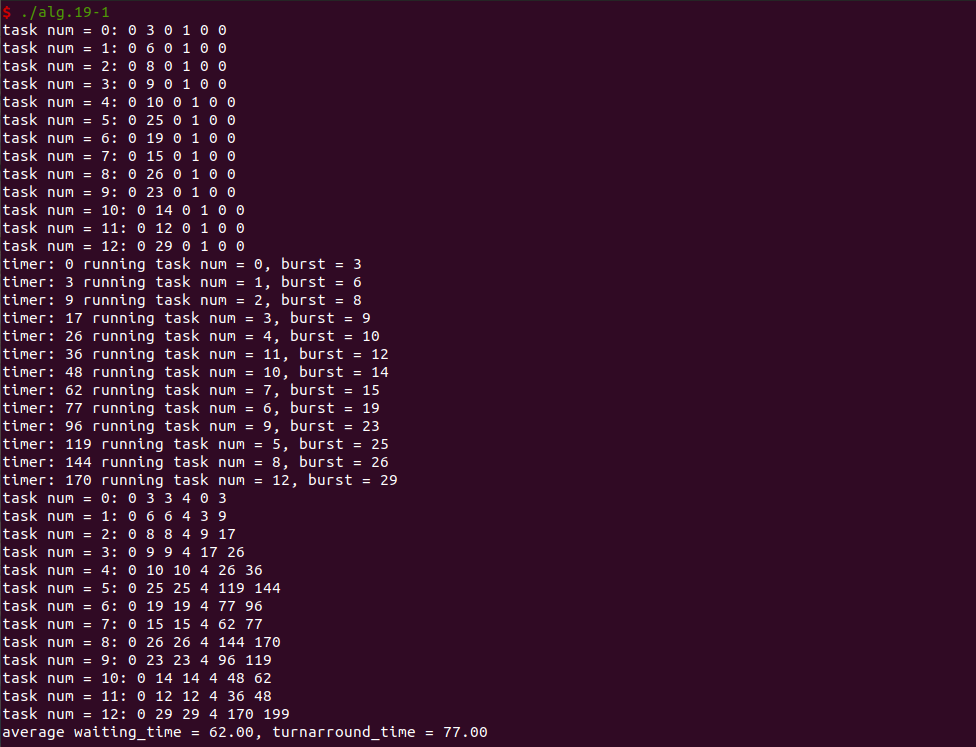 $ ./alg.19-1
task num = 0: 0 3 0 1 0 0
task num = 1: 0 6 0 1 0 0
task num = 2: 0 8 0 1 0 0
task num = 3: 0 9 0 1 0 0
task num = 4: 0 10 0 1 0 0
task num = 5: 0 25 0 1 0 0
task num = 6: 0 19 0 1 0 0
task num = 7: 0 15 0 1 0 0
task num = 8: 0 26 0 1 0 0
task num = 9: 0 23 0 1 0 0
task num = 10: 0 14 0 1 0 0
task num = 11: 0 12 0 1 0 0
task num = 12: 0 29 0 1 0 0
timer: 0 running task num = 0, burst = 3
timer: 3 running task num = 1, burst = 6
timer: 9 running task num = 2, burst = 8
timer: 17 running task num = 3, burst = 9
timer: 26 running task num = 4, burst = 10
timer: 36 running task num = 11, burst = 12
timer: 48 running task num = 10, burst = 14
timer: 62 running task num = 7, burst = 15
timer: 77 running task num = 6, burst = 19
timer: 96 running task num = 9, burst = 23
timer: 119 running task num = 5, burst = 25
timer: 144 running task num = 8, burst = 26
timer: 170 running task num = 12, burst = 29
task num = 0: 0 3 3 4 0 3
task num = 1: 0 6 6 4 3 9
task num = 2: 0 8 8 4 9 17
task num = 3: 0 9 9 4 17 26
task num = 4: 0 10 10 4 26 36
task num = 5: 0 25 25 4 119 144
task num = 6: 0 19 19 4 77 96
task num = 7: 0 15 15 4 62 77
task num = 8: 0 26 26 4 144 170
task num = 9: 0 23 23 4 96 119
task num = 10: 0 14 14 4 48 62
task num = 11: 0 12 12 4 36 48
task num = 12: 0 29 29 4 170 199
average waiting_time = 62.00, turnarround_time = 77.00